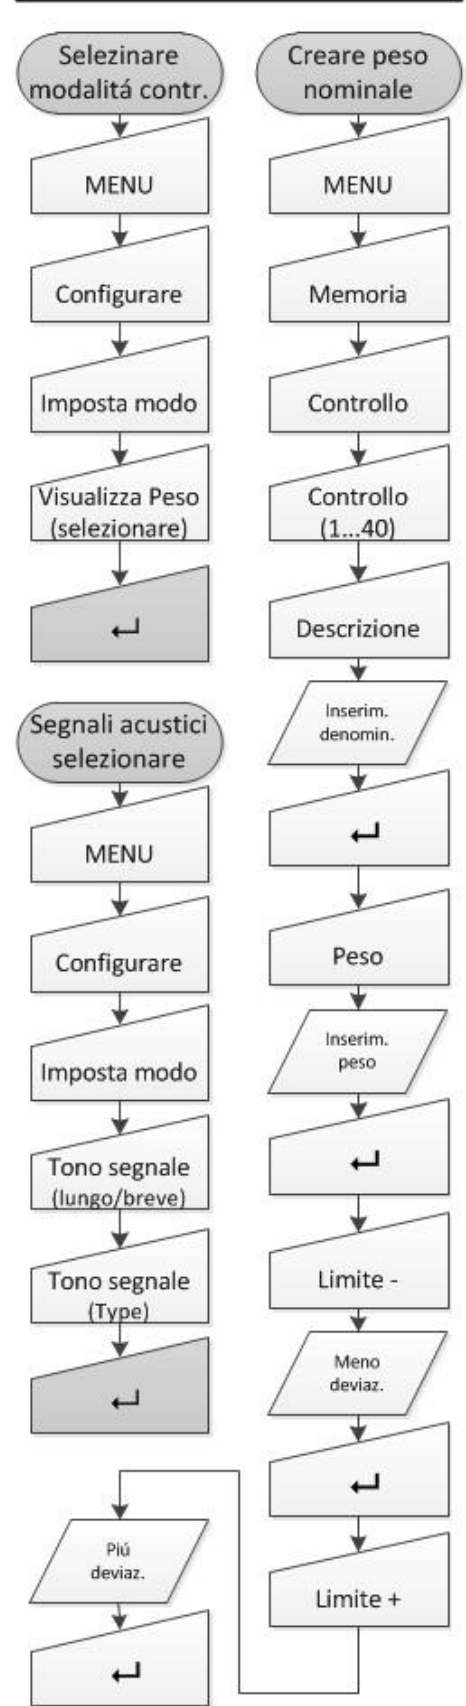 Selezinare
modalitá contr.
MENU
Configurare
Imposta modo
Visualizza Peso
(selezionare)
↵
Segnali acustici
selezionare
MENU
Configurare
Imposta modo
Tono segnale
(lungo/breve)
Tono segnale
(Type)
↵
Creare peso
nominale
MENU
Memoria
Controllo
Controllo
(1...40)
Descrizione
Inserim.
denomin.
↵
Peso
Inserim.
peso
↵
Limite -
Meno
deviaz.
↵
Limite +
Piú
deviaz.
↵